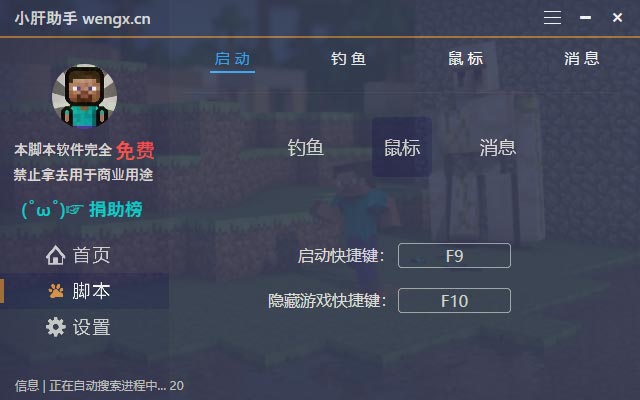 小肝助手 wengx.cn
启动 钓鱼 鼠标 消息
本脚本软件完全 免费
禁止拿去用于商业用途
(ﾟωﾟ)☞ 捐助榜
首页
脚本
设置
钓鱼 鼠标 消息
启动快捷键： F9
隐藏游戏快捷键： F10
信息 | 正在自动搜索进程中... 20